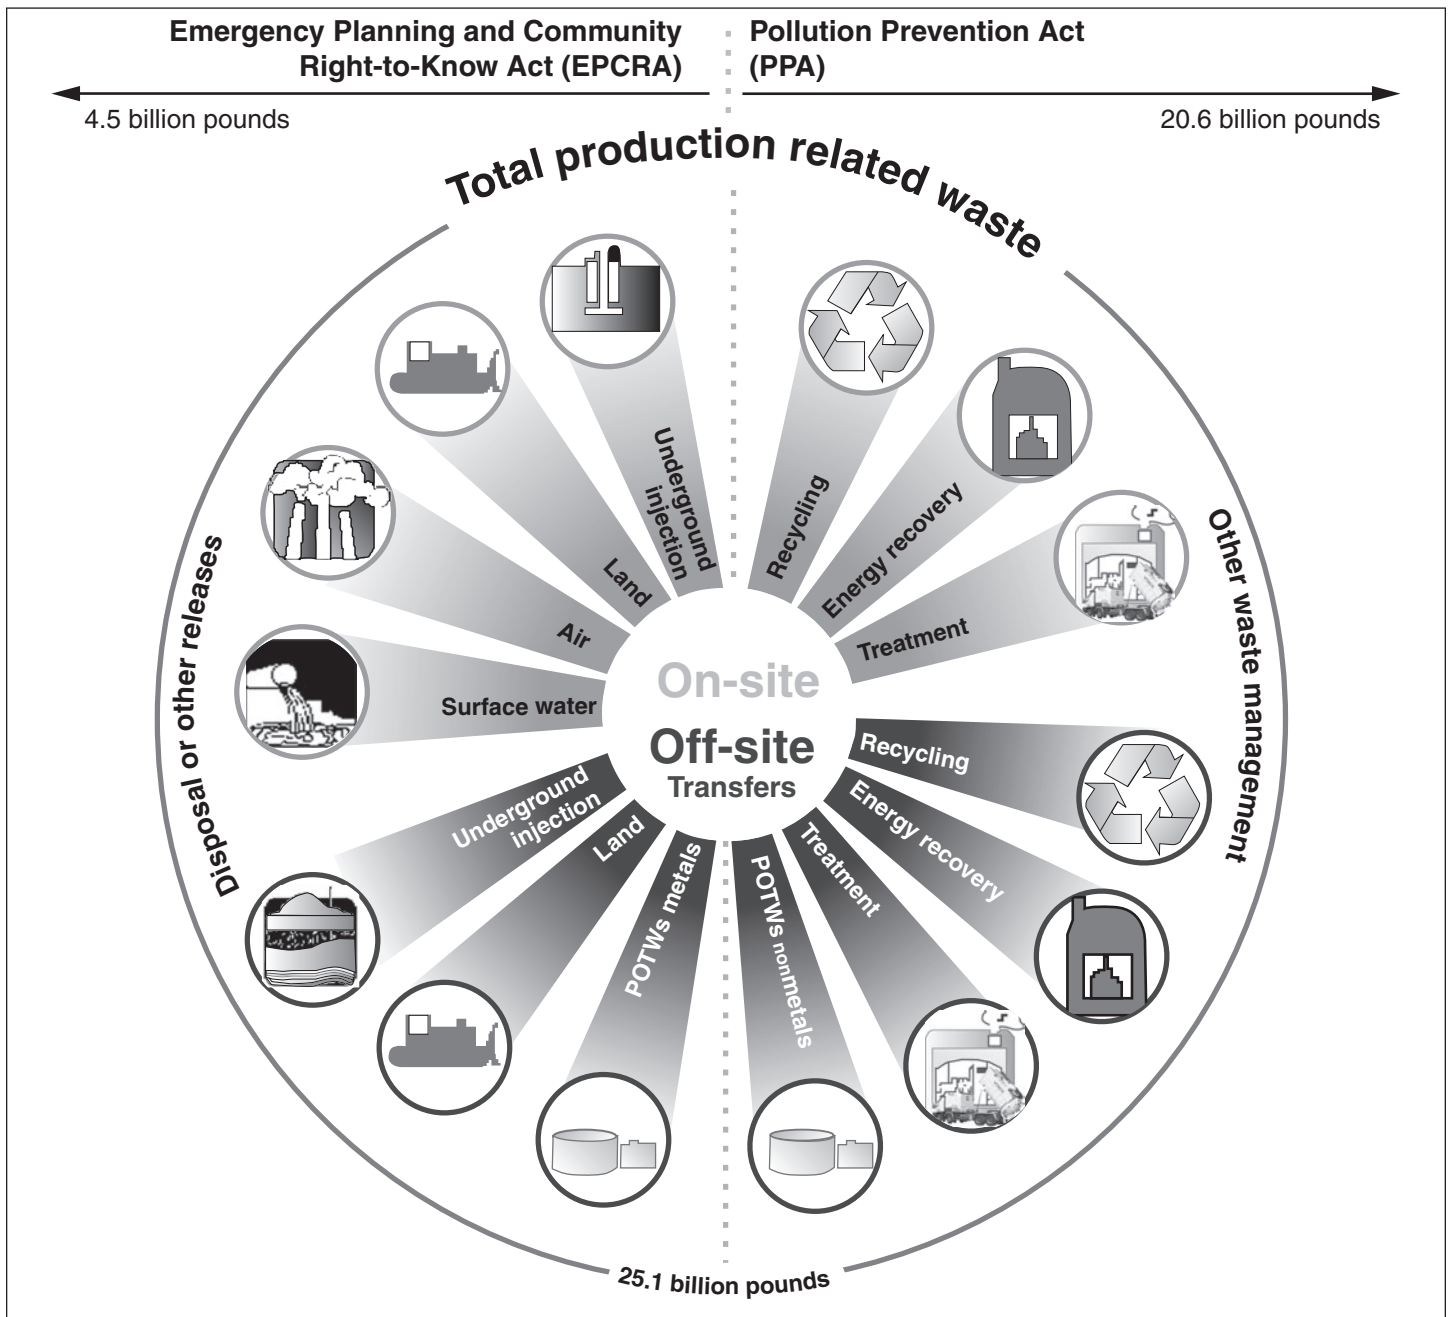 Emergency Planning and Community
Right-to-Know Act (EPCRA)
Pollution Prevention Act
(PPA)
4.5 billion pounds
20.6 billion pounds
Total production related waste
Underground
injection
Land
Air
Surface water
Recycling
Energy recovery
Treatment
Disposal or other releases
Other waste management
On-site
Off-site
Transfers
Underground
injection
Land
POTWs metals
POTWs nonmetals
Treatment
Energy recovery
Recycling
25.1 billion pounds